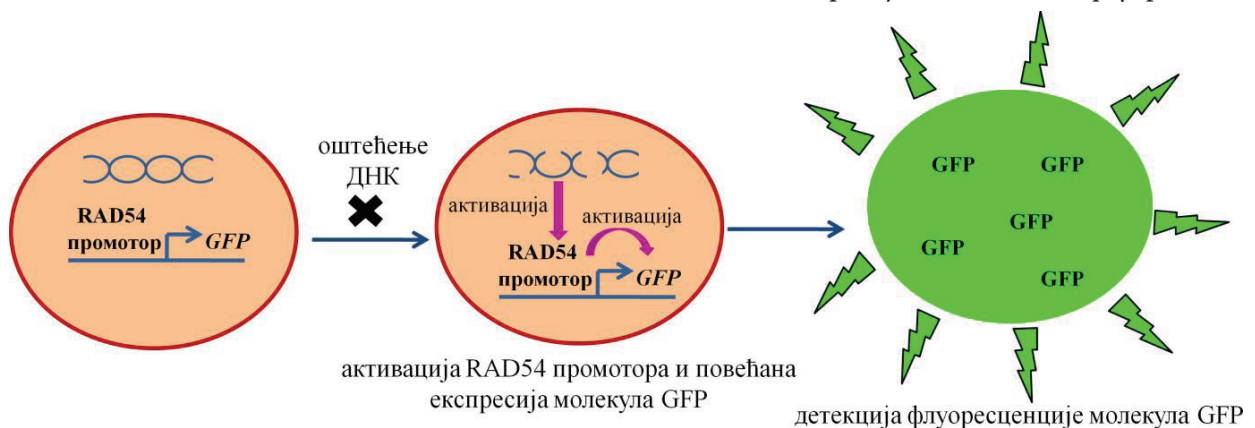 оштећење
ДНК
RAD54
промотор
GFP
активација
активација
RAD54
промотор
GFP
активација RAD54 промотора и повећана
експресија молекула GFP
GFP
GFP
GFP
GFP
GFP
детекција флуоресценције молекула GFP